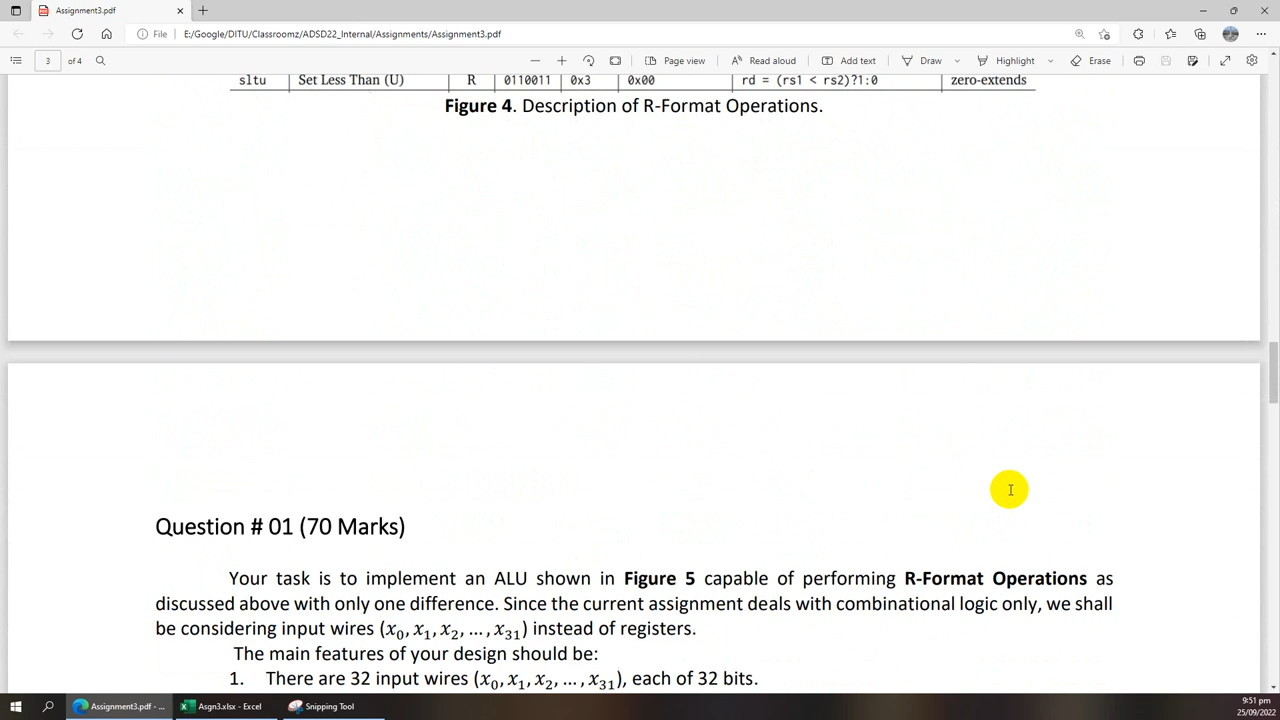 Assignment3.pdf
File E:/Google/DITU/Classroomz/ADSD22_Internal/Assignments/Assignment3.pdf
3 of 4 Page view Read aloud Add text Draw Highlight Erase
sltu Set Less Than (U) R 0110011 0x3 0x00 rd = (rs1 < rs2)?1:0 zero-extends
Figure 4. Description of R-Format Operations.
Question # 01 (70 Marks)
Your task is to implement an ALU shown in Figure 5 capable of performing R-Format Operations as
discussed above with only one difference. Since the current assignment deals with combinational logic only, we shall
be considering input wires (x0, x1, x2, ..., x31) instead of registers.
The main features of your design should be:
1. There are 32 input wires (x0, x1, x2, ..., x31), each of 32 bits.
Assignment3.pdf - ... Asgn3.xlsx - Excel Snipping Tool
9:51 pm
25/09/2022